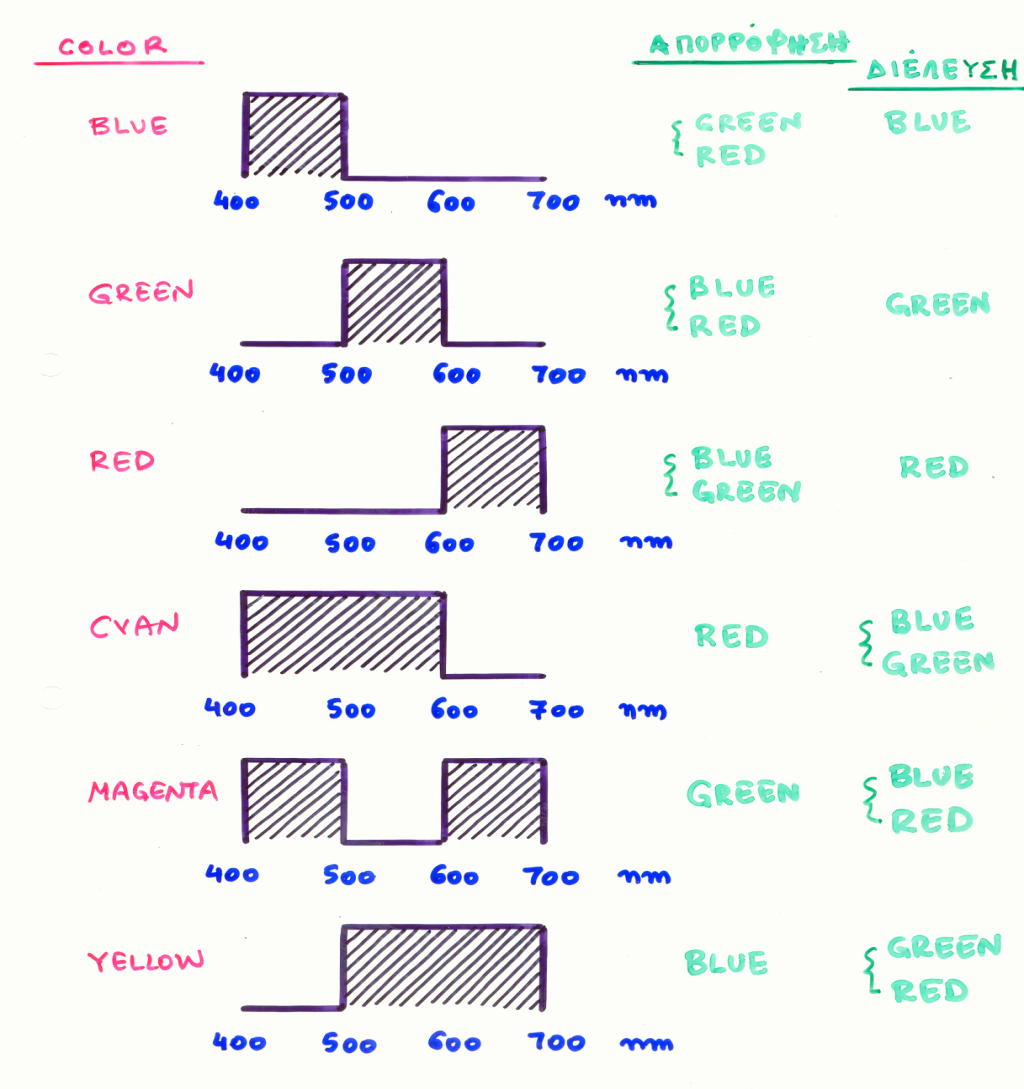 COLOR ΑΠΟΡΡΌΦΗΣΗ ΔΙΈΛΕΥΣΗ
BLUE GREEN BLUE
RED
400 500 600 700 nm
GREEN BLUE GREEN
RED
400 500 600 700 nm
RED BLUE RED
GREEN
400 500 600 700 nm
CYAN RED BLUE
GREEN
400 500 600 700 nm
MAGENTA GREEN BLUE
RED
400 500 600 700 nm
YELLOW BLUE GREEN
RED
400 500 600 700 nm